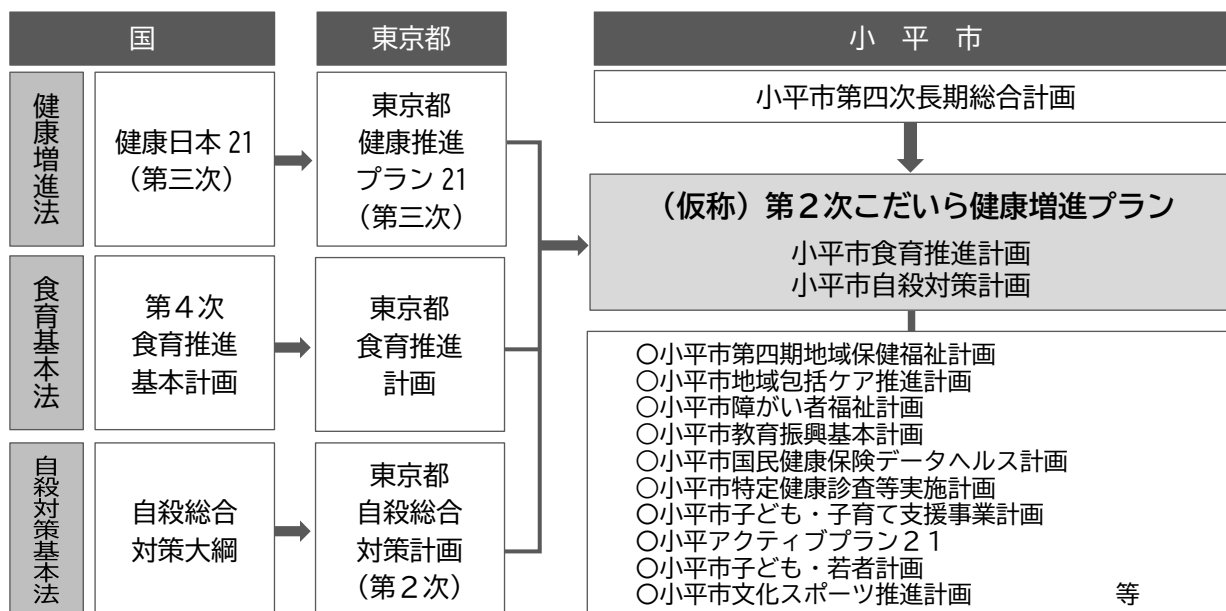 国
東京都
小 平 市
健康増進法
健康日本 21
（第三次）
東京都
健康推進
プラン 21
（第三次）
食育基本法
第４次
食育推進
基本計画
東京都
食育推進
計画
自殺対策基本法
自殺総合
対策大綱
東京都
自殺総合
対策計画
（第２次）
小平市第四次長期総合計画
（仮称）第２次こだいら健康増進プラン
小平市食育推進計画
小平市自殺対策計画
〇小平市第四期地域保健福祉計画
〇小平市地域包括ケア推進計画
〇小平市障がい者福祉計画
〇小平市教育振興基本計画
〇小平市国民健康保険データヘルス計画
〇小平市特定健康診査等実施計画
〇小平市子ども・子育て支援事業計画
〇小平アクティブプラン２１
〇小平市子ども・若者計画
〇小平市文化スポーツ推進計画 等